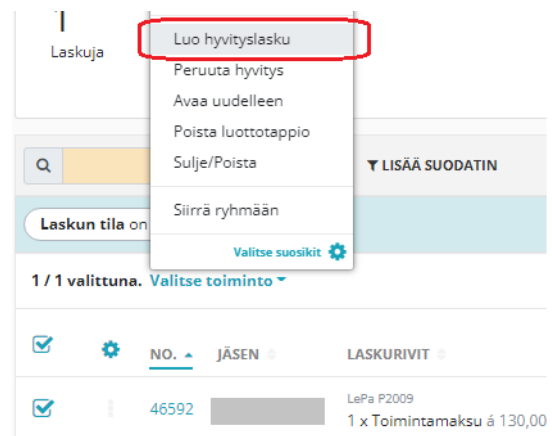 1
Laskuja
Luo hyvityslasku
Peruuta hyvitys
Avaa uudelleen
Poista luottotappio
Sulje/Poista
Siirrä ryhmään
Valitse suosikit
LISÄÄ SUODATIN
Laskun tila on
1 / 1 valittuna. Valitse toiminto
NO. JÄSEN LASKURIVIT
46592
LePa P2009
1 x Toimintamaksu á 130,00